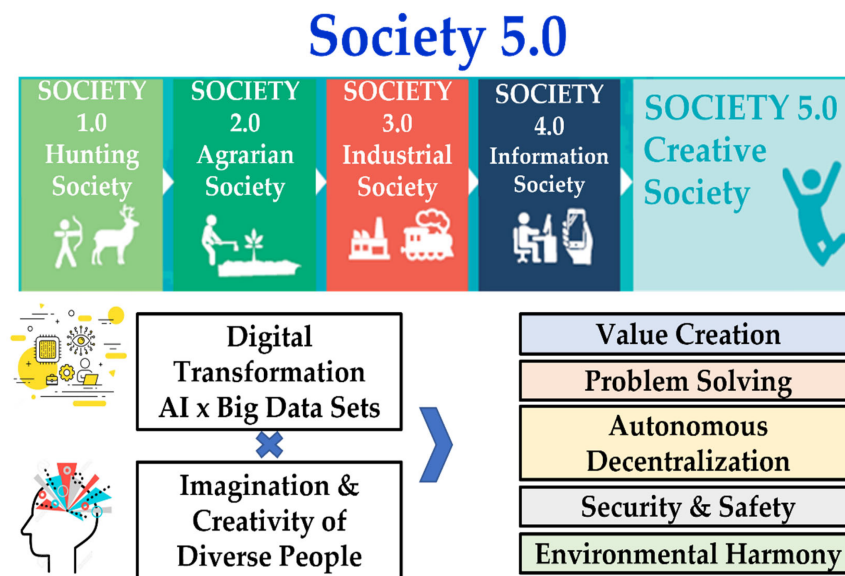 Society 5.0
SOCIETY
1.0
Hunting
Society
SOCIETY
2.0
Agrarian
Society
SOCIETY
3.0
Industrial
Society
SOCIETY
4.0
Information
Society
SOCIETY 5.0
Creative
Society
Digital
Transformation
AI x Big Data Sets
Imagination &
Creativity of
Diverse People
Value Creation
Problem Solving
Autonomous
Decentralization
Security & Safety
Environmental Harmony